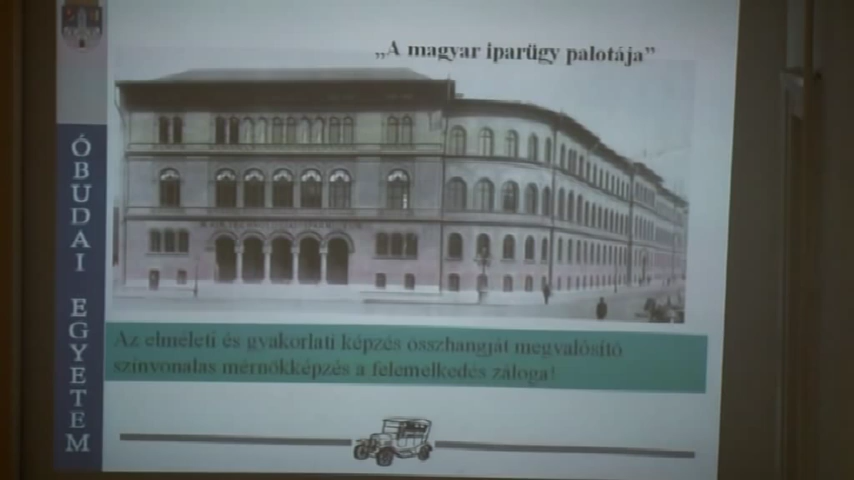 „A magyar iparügy palotája”
ÓBUDAI EGYETEM
Az elméleti és gyakorlati képzés összhangját megvalósító
színvonalas mérnökképzés a felemelkedés záloga!